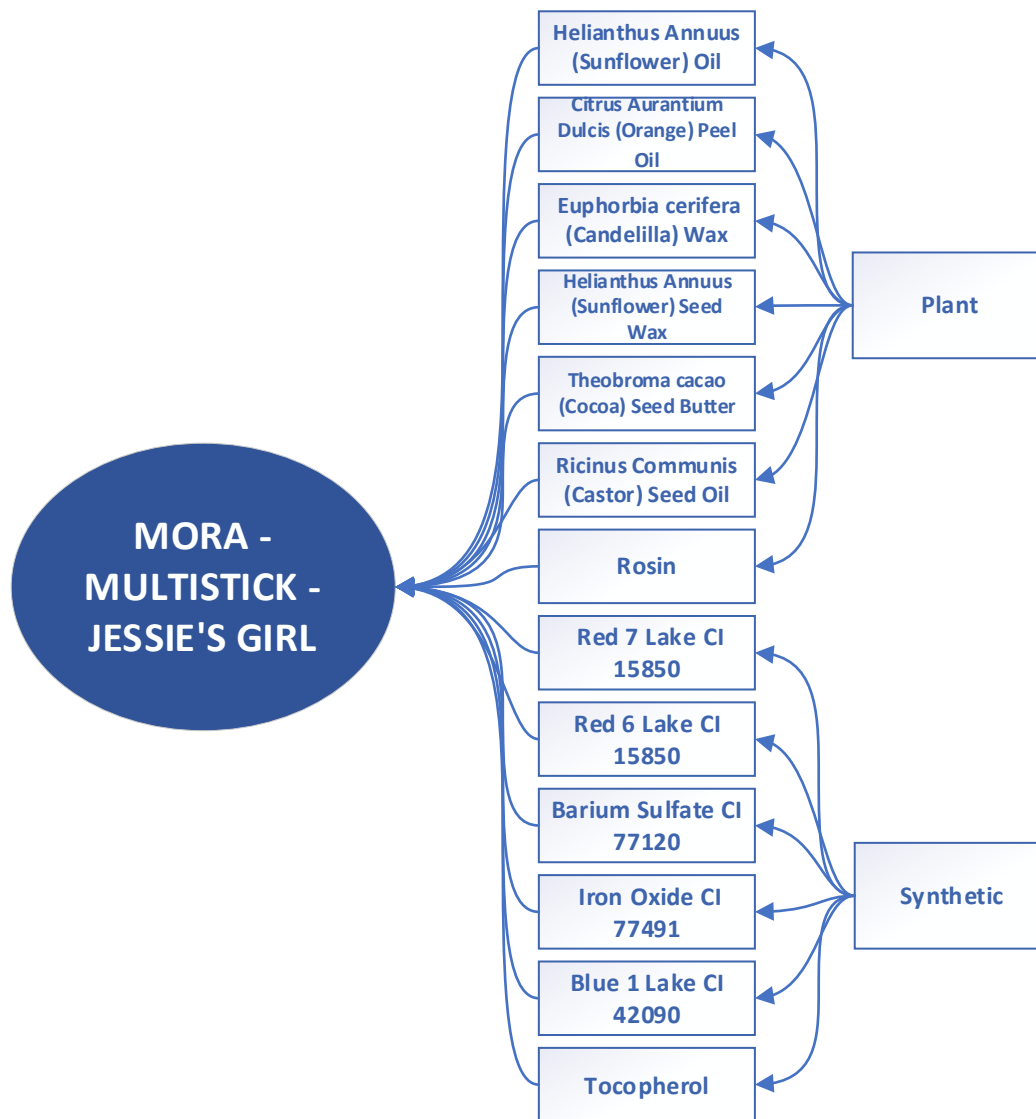 Helianthus Annuus
(Sunflower) Oil
Citrus Aurantium
Dulcis (Orange) Peel
Oil
Euphorbia cerifera
(Candelilla) Wax
Helianthus Annuus
(Sunflower) Seed
Wax
Plant
Theobroma cacao
(Cocoa) Seed Butter
Ricinus Communis
(Castor) Seed Oil
MORA -
MULTISTICK -
JESSIE'S GIRL
Rosin
Red 7 Lake CI
15850
Red 6 Lake CI
15850
Barium Sulfate CI
77120
Iron Oxide CI
77491
Synthetic
Blue 1 Lake CI
42090
Tocopherol